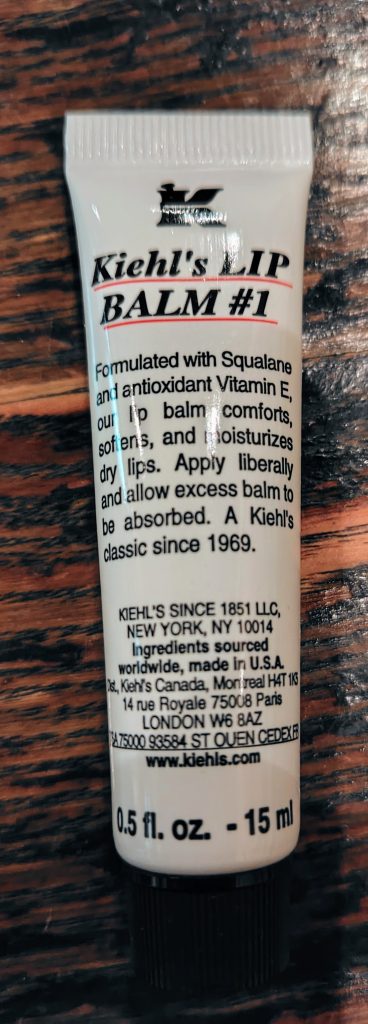 Kiehl's LIP
BALM #1
Formulated with Squalane
and antioxidant Vitamin E,
our lip balm comforts,
softens, and moisturizes
dry lips. Apply liberally
and allow excess balm to
be absorbed. A Kiehl's
classic since 1969.
KIEHL'S SINCE 1851 LLC,
NEW YORK, NY 10014
Ingredients sourced
worldwide, made in U.S.A.
Dist., Kiehl's Canada, Montreal H4T 1K5
14 rue Royale 75008 Paris
LONDON W6 8AZ
75000 93584 ST OUEN CEDEX FR
www.kiehls.com
0.5 fl. oz. - 15 ml